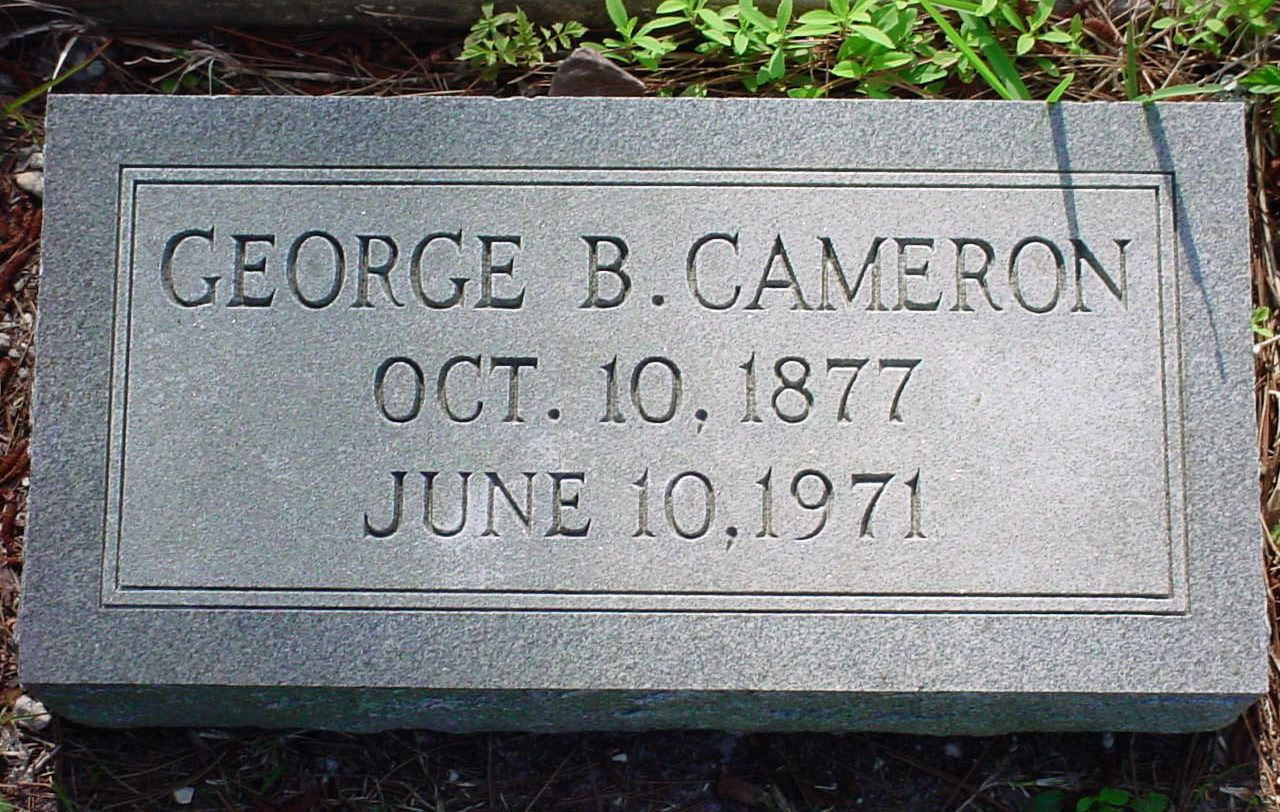 GEORGE B. CAMERON
OCT. 10, 1877
JUNE 10, 1971